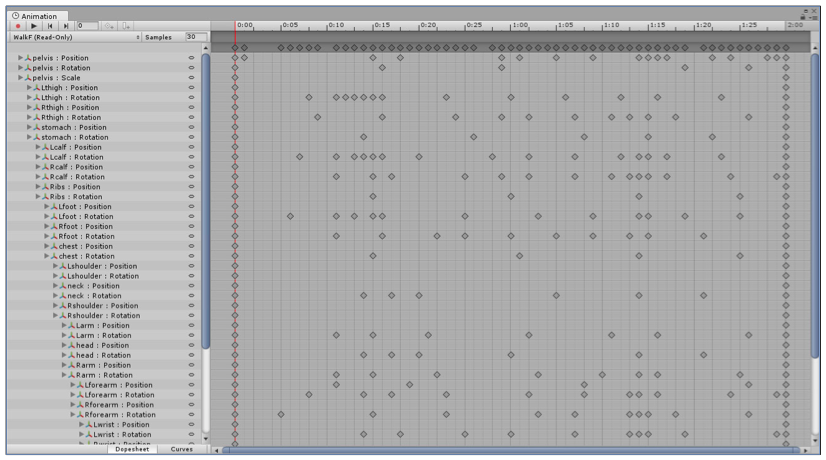 Animation
0
0:00 0:05 0:10 0:15 0:20 0:25 1:00 1:05 1:10 1:15 1:20 1:25 2:00
WalkF (Read-Only) Samples 30
pelvis : Position
pelvis : Rotation
pelvis : Scale
Lthigh : Position
Lthigh : Rotation
Rthigh : Position
Rthigh : Rotation
stomach : Position
stomach : Rotation
Lcalf : Position
Lcalf : Rotation
Rcalf : Position
Rcalf : Rotation
Ribs : Position
Ribs : Rotation
Lfoot : Position
Lfoot : Rotation
Rfoot : Position
Rfoot : Rotation
chest : Position
chest : Rotation
Lshoulder : Position
Lshoulder : Rotation
neck : Position
neck : Rotation
Rshoulder : Position
Rshoulder : Rotation
Larm : Position
Larm : Rotation
head : Position
head : Rotation
Rarm : Position
Rarm : Rotation
Lforearm : Position
Lforearm : Rotation
Rforearm : Position
Rforearm : Rotation
Lwrist : Position
Lwrist : Rotation
Dopesheet Curves